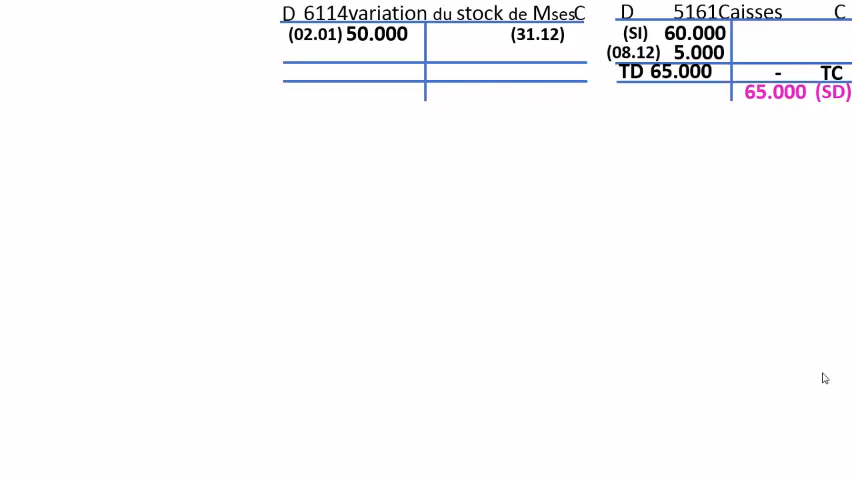 D 6114variation du stock de MsesC
(02.01) 50.000 (31.12)
D 5161Caisses C
(SI) 60.000
(08.12) 5.000
TD 65.000 - TC
65.000 (SD)